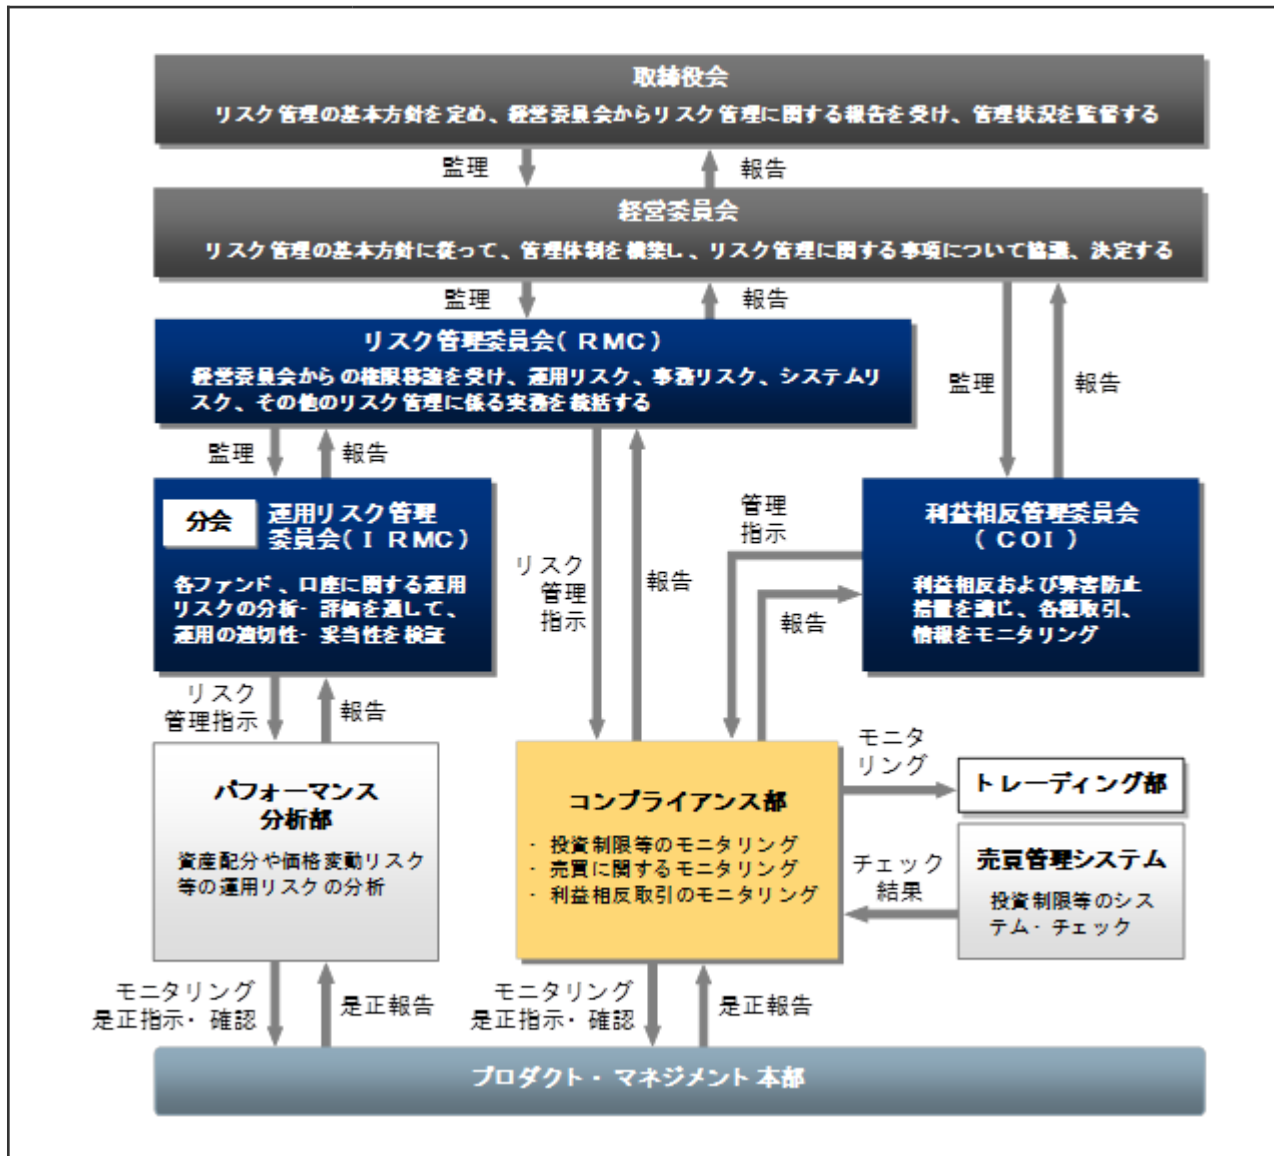 取締役会
リスク管理の基本方針を定め、経営委員会からリスク管理に関する報告を受け、管理状況を監督する
監理
報告
経営委員会
リスク管理の基本方針に従って、管理体制を構築し、リスク管理に関する事項について協議、決定する
監理
報告
リスク管理委員会(RMC)
経営委員会からの権限移譲を受け、運用リスク、事務リスク、システムリ
スク、その他のリスク管理に係る実務を統括する
監理
報告
監理
報告
分会
運用リスク管理
委員会(IRMC)
各ファンド、口座に関する運用
リスクの分析・評価を通して、
運用の適切性・妥当性を検証
リスク
管理
指示
報告
管理
指示
報告
利益相反管理委員会
(COI)
利益相反および弊害防止
措置を講じ、各種取引、
情報をモニタリング
リスク
管理指示
報告
パフォーマンス
分析部
資産配分や価格変動リスク
等の運用リスクの分析
コンプライアンス部
・投資制限等のモニタリング
・売買に関するモニタリング
・利益相反取引のモニタリング
モニタ
リング
トレーディング部
チェック
結果
売買管理システム
投資制限等のシス
テム・チェック
モニタリング
是正指示・確認
是正報告
モニタリング
是正指示・確認
是正報告
プロダクト・マネジメント本部